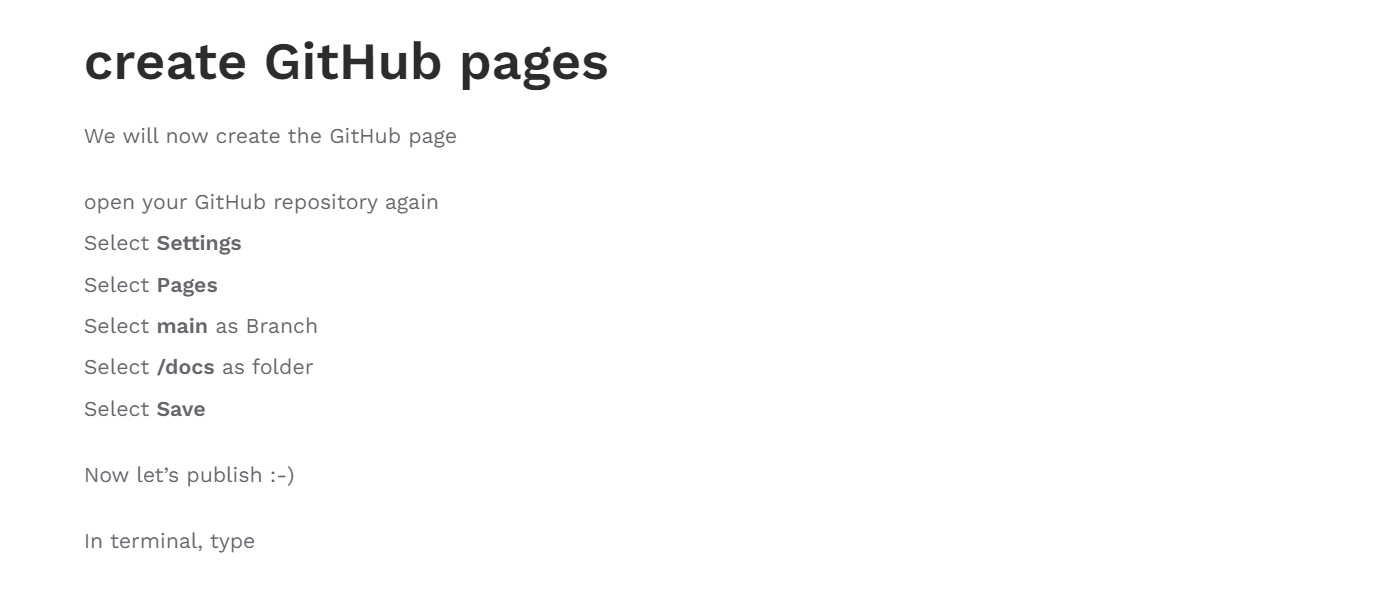 create GitHub pages
We will now create the GitHub page
open your GitHub repository again
Select Settings
Select Pages
Select main as Branch
Select /docs as folder
Select Save
Now let’s publish :-)
In terminal, type